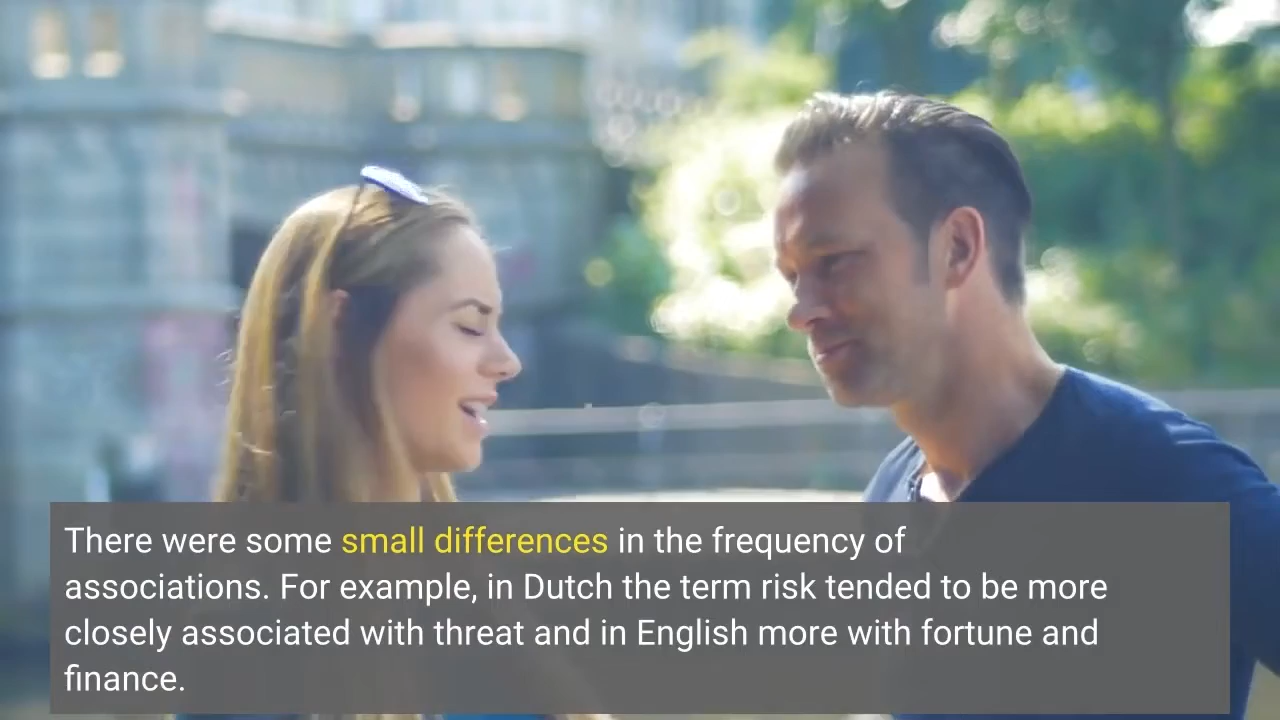 There were some small differences in the frequency of
associations. For example, in Dutch the term risk tended to be more
closely associated with threat and in English more with fortune and
finance.